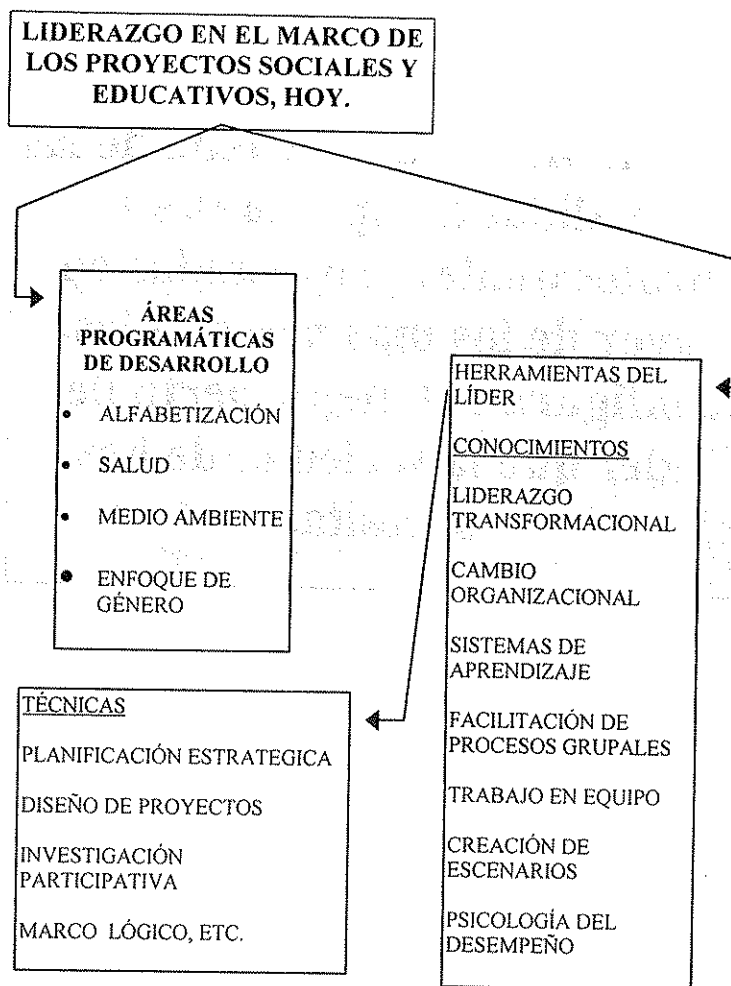 LIDERAZGO EN EL MARCO DE
LOS PROYECTOS SOCIALES Y
EDUCATIVOS, HOY.
ÁREAS
PROGRAMÁTICAS
DE DESARROLLO
• ALFABETIZACIÓN
• SALUD
• MEDIO AMBIENTE
• ENFOQUE DE
GÉNERO
HERRAMIENTAS DEL
LÍDER
CONOCIMIENTOS
LIDERAZGO
TRANSFORMACIONAL
CAMBIO
ORGANIZACIONAL
SISTEMAS DE
APRENDIZAJE
FACILITACIÓN DE
PROCESOS GRUPALES
TRABAJO EN EQUIPO
CREACIÓN DE
ESCENARIOS
PSICOLOGÍA DEL
DESEMPEÑO
TÉCNICAS
PLANIFICACIÓN ESTRATEGICA
DISEÑO DE PROYECTOS
INVESTIGACIÓN
PARTICIPATIVA
MARCO LÓGICO, ETC.